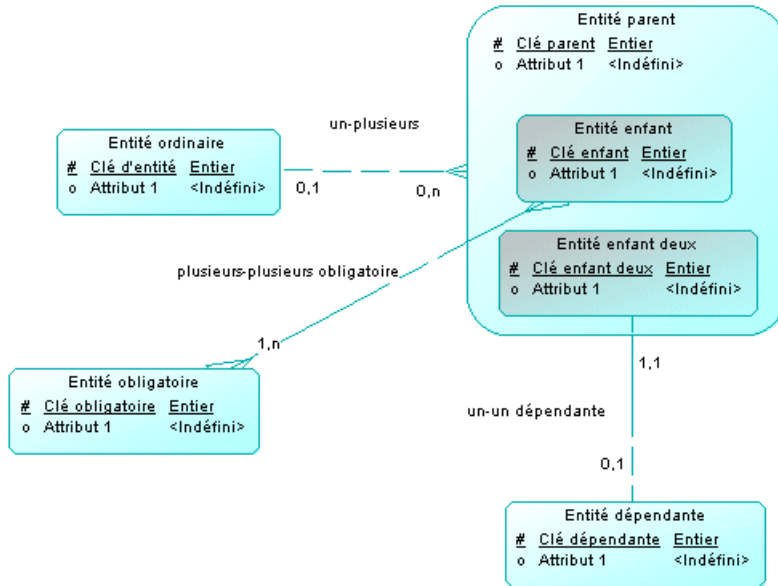 Entité parent
# Clé parent Entier
o Attribut 1 <Indéfini>
un-plusieurs
Entité ordinaire
# Clé d'entité Entier
o Attribut 1 <Indéfini>
0,1
0,n
Entité enfant
# Clé enfant Entier
o Attribut 1 <Indéfini>
Entité enfant deux
# Clé enfant deux Entier
o Attribut 1 <Indéfini>
plusieurs-plusieurs obligatoire
1,n
1,1
Entité obligatoire
# Clé obligatoire Entier
o Attribut 1 <Indéfini>
un-un dépendante
0,1
Entité dépendante
# Clé dépendante Entier
o Attribut 1 <Indéfini>